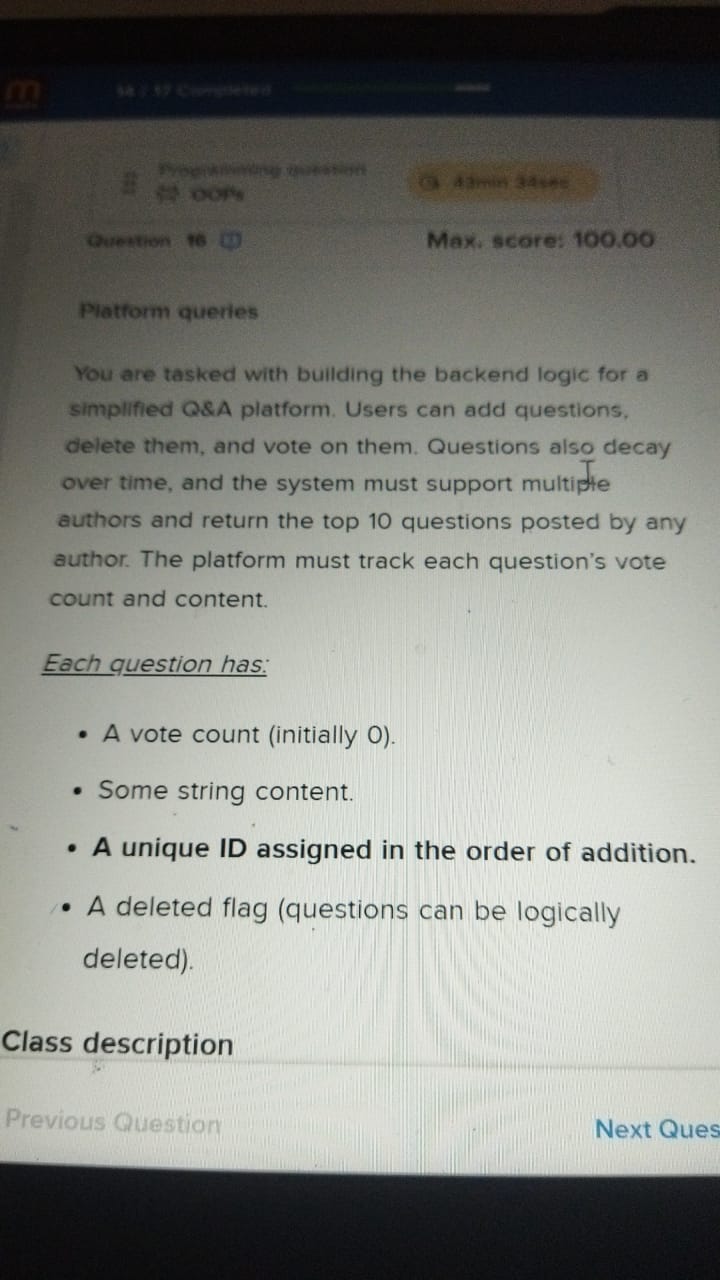 16 / 17 Completed
Programming question
43min 34sec
OOPs
Question 16
Max. score: 100.00
Platform queries
You are tasked with building the backend logic for a
simplified Q&A platform. Users can add questions,
delete them, and vote on them. Questions also decay
over time, and the system must support multiple
authors and return the top 10 questions posted by any
author. The platform must track each question's vote
count and content.
Each question has:
• A vote count (initially 0).
• Some string content.
• A unique ID assigned in the order of addition.
• A deleted flag (questions can be logically
deleted).
Class description
Previous Question
Next Ques